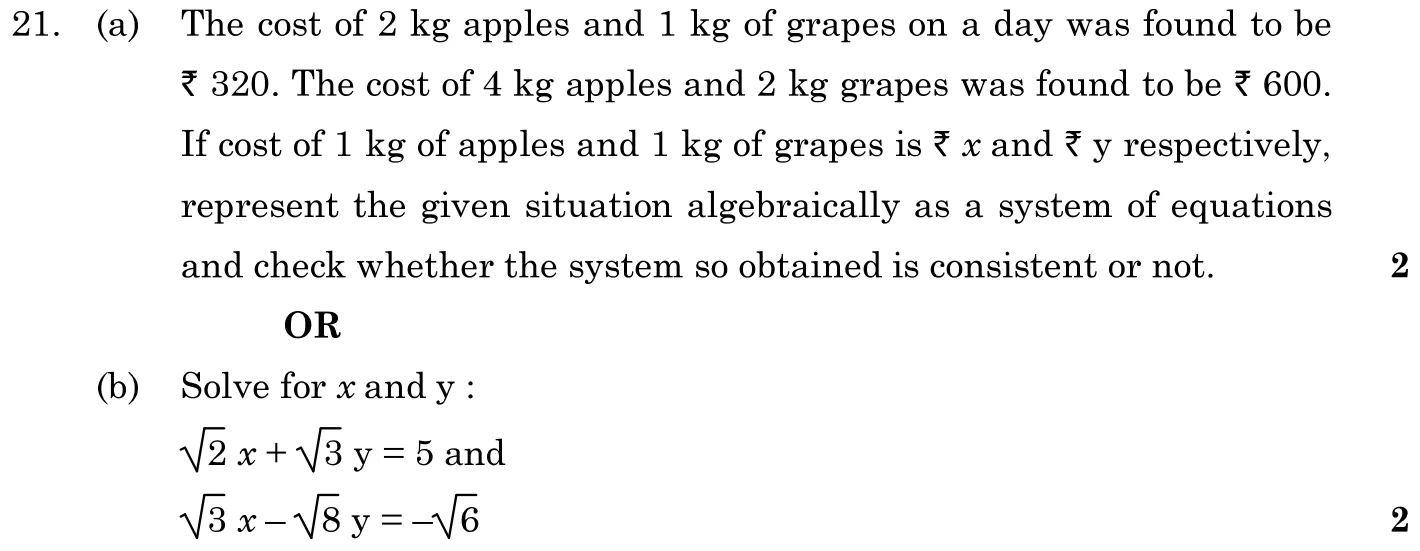 21. (a) The cost of 2 kg apples and 1 kg of grapes on a day was found to be
₹ 320. The cost of 4 kg apples and 2 kg grapes was found to be ₹ 600.
If cost of 1 kg of apples and 1 kg of grapes is ₹ x and ₹ y respectively,
represent the given situation algebraically as a system of equations
and check whether the system so obtained is consistent or not. 2
OR
(b) Solve for x and y :
√2 x + √3 y = 5 and
√3 x – √8 y = –√6 2